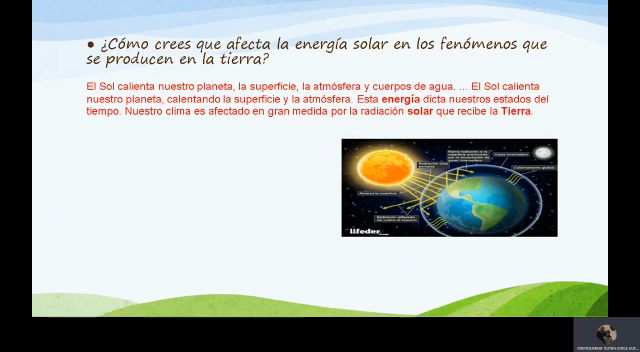 • ¿Cómo crees que afecta la energía solar en los fenómenos que
se producen en la tierra?
El Sol calienta nuestro planeta, la superficie, la atmósfera y cuerpos de agua. ... El Sol calienta
nuestro planeta, calentando la superficie y la atmósfera. Esta energía dicta nuestros estados del
tiempo. Nuestro clima es afectado en gran medida por la radiación solar que recibe la Tierra.
Calentamiento global
lifeder